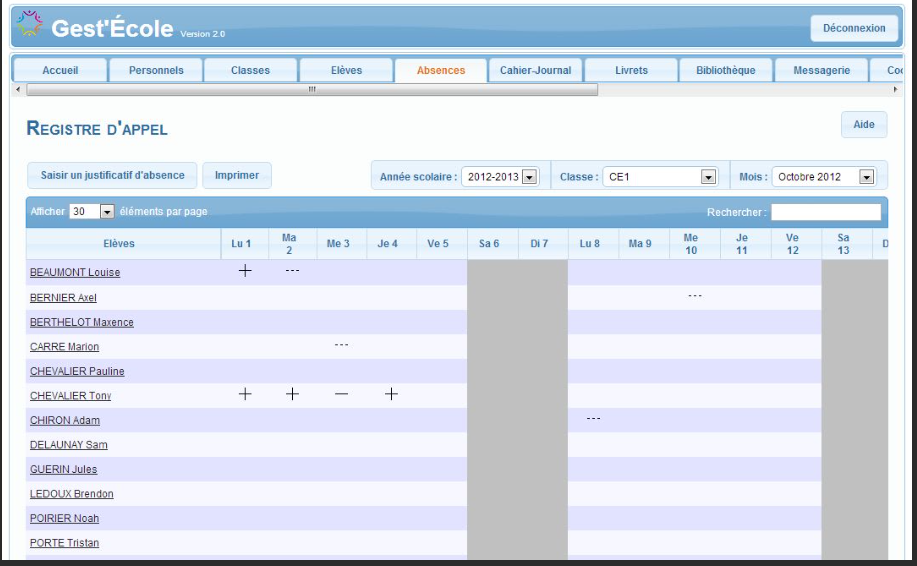 Gest'École Version 2.0
Déconnexion
Accueil Personnels Classes Elèves Absences Cahier-Journal Livrets Bibliothèque Messagerie
REGISTRE D'APPEL
Aide
Saisir un justificatif d'absence Imprimer Année scolaire : 2012-2013 Classe : CE1 Mois : Octobre 2012
Afficher 30 éléments par page Rechercher :
Elèves Lu 1 Ma 2 Me 3 Je 4 Ve 5 Sa 6 Di 7 Lu 8 Ma 9 Me 10 Je 11 Ve 12 Sa 13 D
BEAUMONT Louise + ---
BERNIER Axel ---
BERTHELOT Maxence
CARRE Marion ---
CHEVALIER Pauline
CHEVALIER Tony + + — +
CHIRON Adam ---
DELAUNAY Sam
GUERIN Jules
LEDOUX Brendon
POIRIER Noah
PORTE Tristan